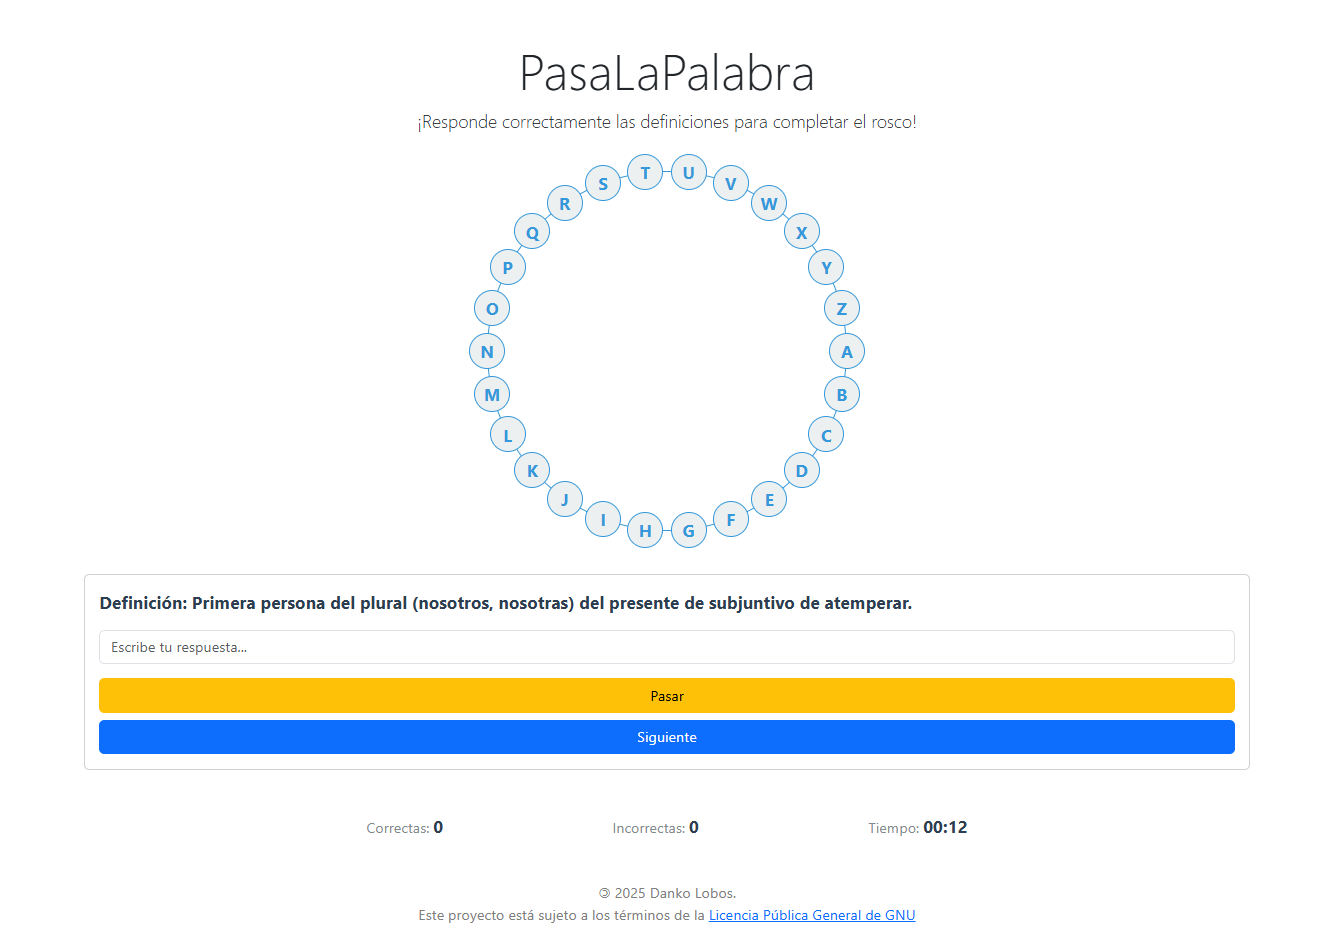 PasaLaPalabra
¡Responde correctamente las definiciones para completar el rosco!
A
B
C
D
E
F
G
H
I
J
K
L
M
N
O
P
Q
R
S
T
U
V
W
X
Y
Z
Definición: Primera persona del plural (nosotros, nosotras) del presente de subjuntivo de atemperar.
Escribe tu respuesta...
Pasar
Siguiente
Correctas: 0
Incorrectas: 0
Tiempo: 00:12
🄯 2025 Danko Lobos.
Este proyecto está sujeto a los términos de la Licencia Pública General de GNU